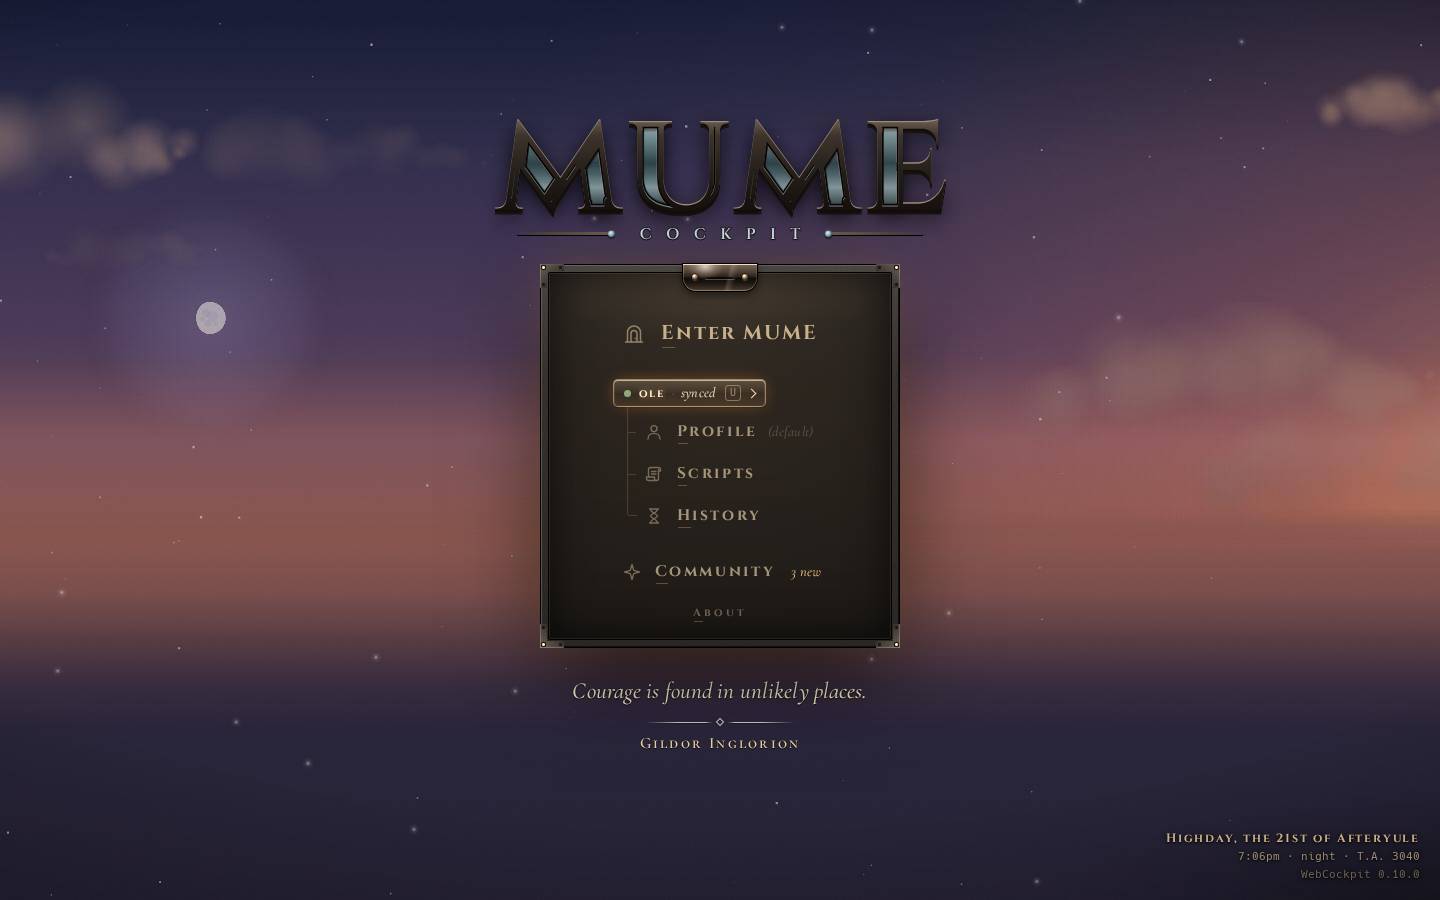 MUME
COCKPIT
Enter MUME
OLE · synced U
Profile (default)
Scripts
History
Community 3 new
About
Courage is found in unlikely places.
Gildor Inglorion
Highday, the 21st of Afteryule
7:06pm · night · T.A. 3040
WebCockpit 0.10.0